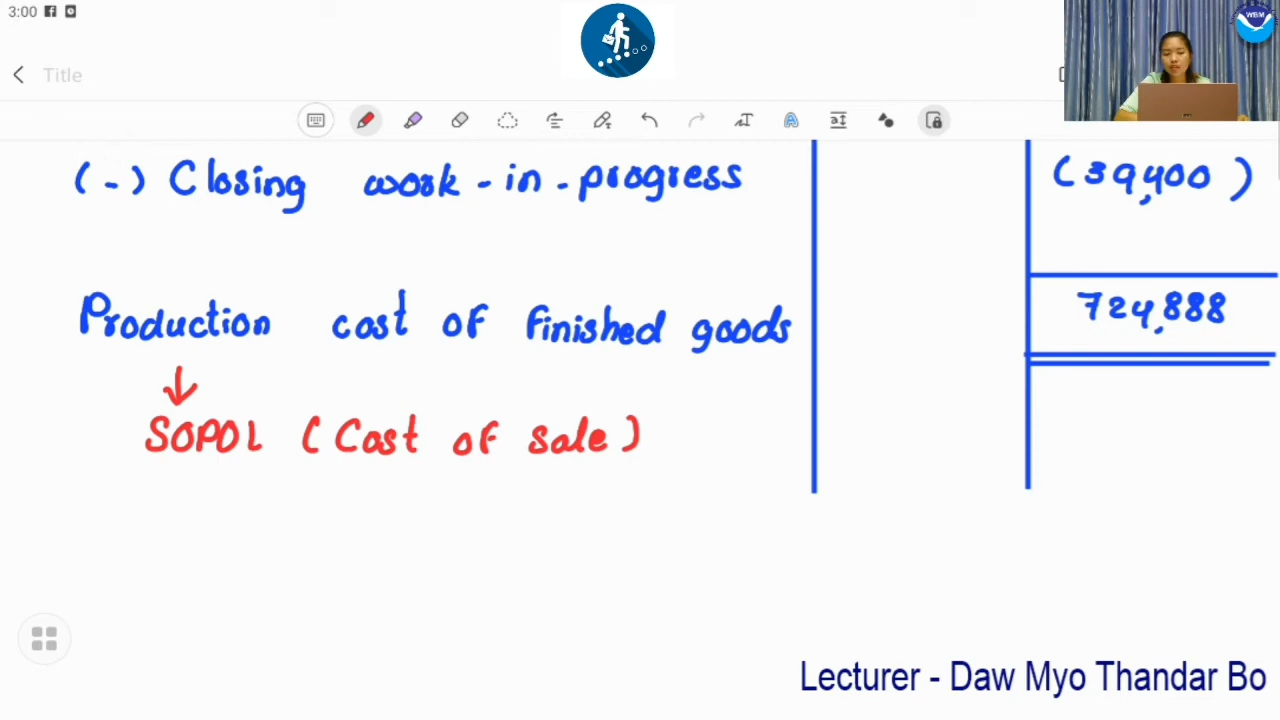 3:00
WBM
Title
(-) Closing work-in-progress (39,400)
Production cost of finished goods 724,888
SOPOL (Cost of sale)
Lecturer - Daw Myo Thandar Bo